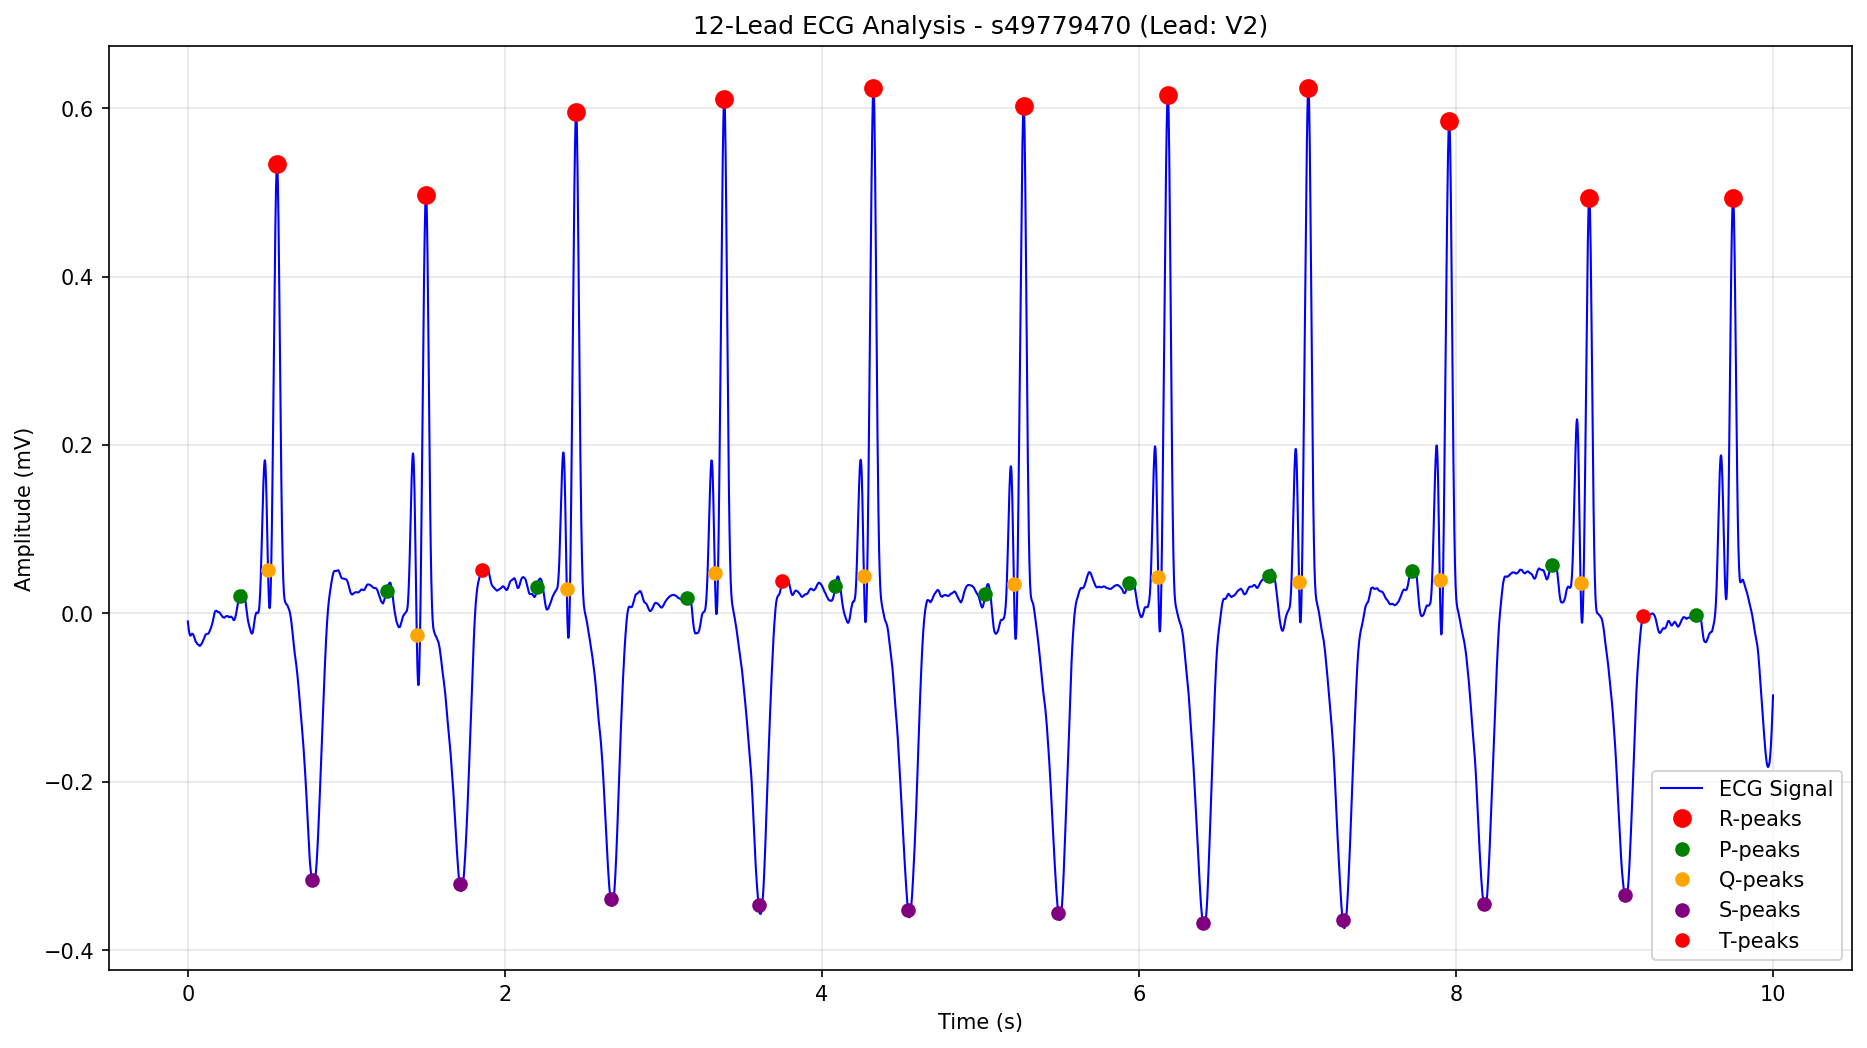 12-Lead ECG Analysis - s49779470 (Lead: V2)
Amplitude (mV)
0.6
0.4
0.2
0.0
−0.2
−0.4
0 2 4 6 8 10
Time (s)
ECG Signal
R-peaks
P-peaks
Q-peaks
S-peaks
T-peaks